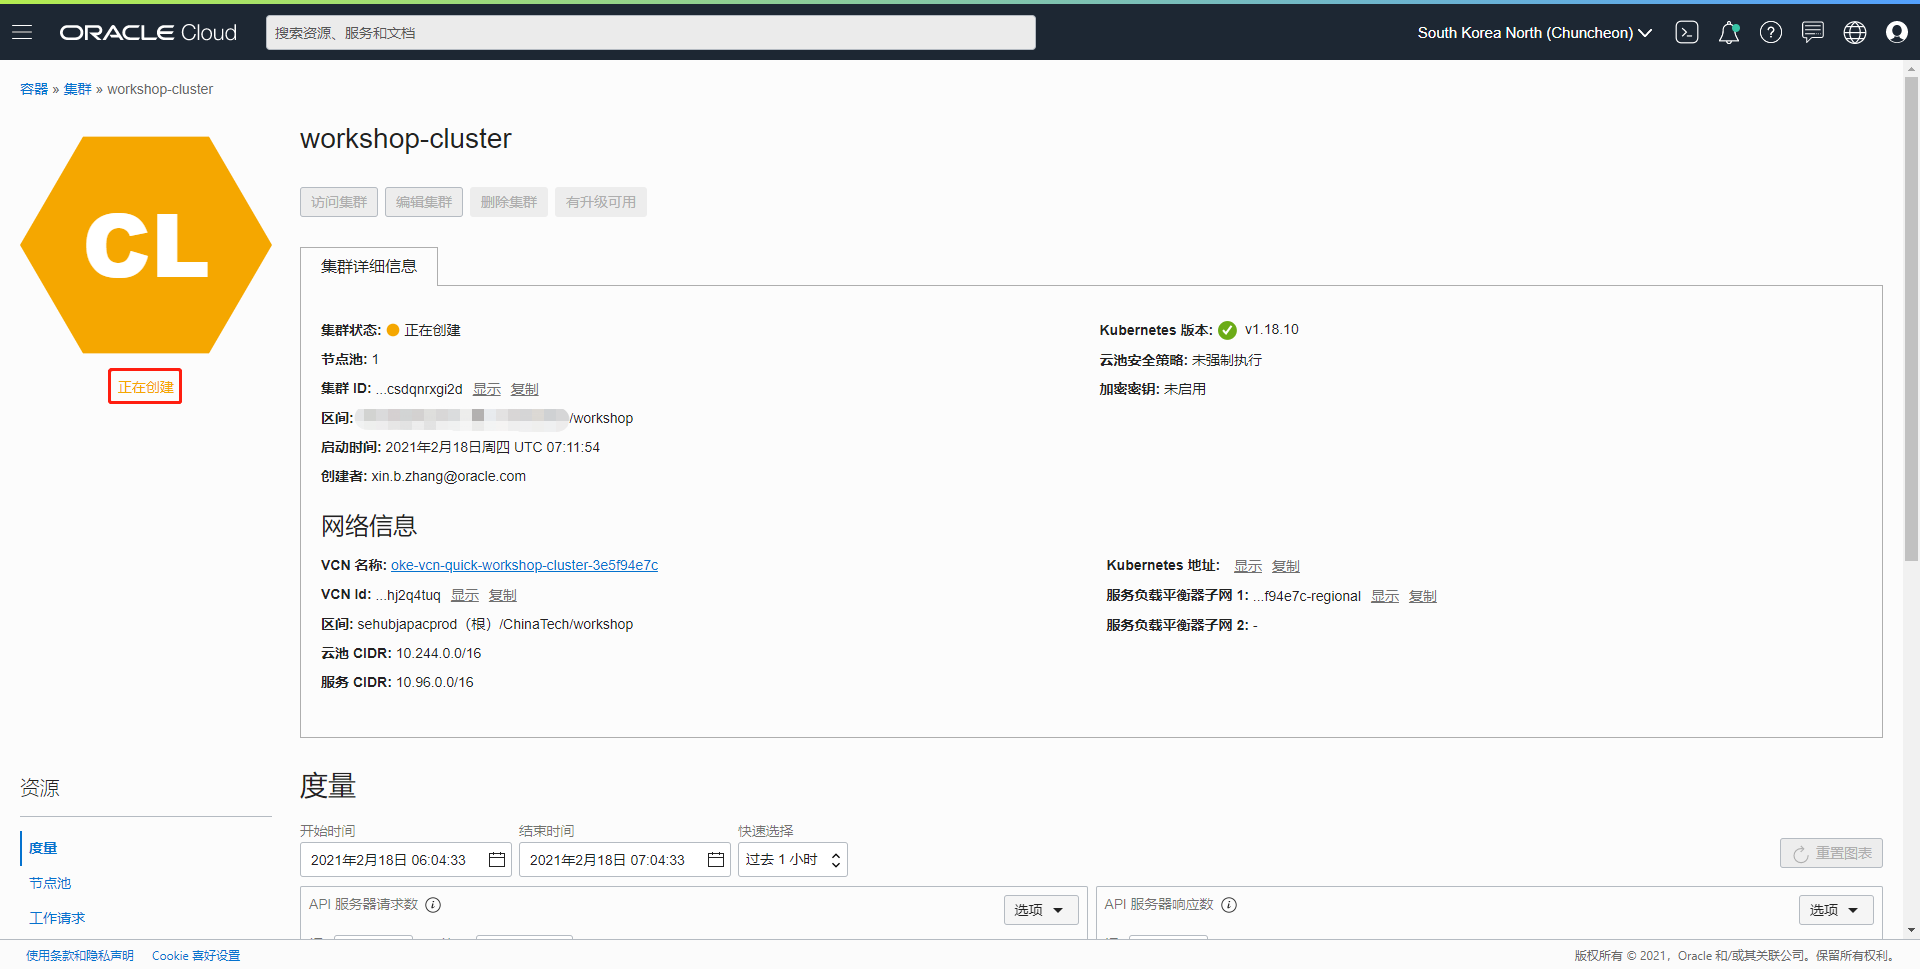 ORACLE Cloud
搜索资源、服务和文档
South Korea North (Chuncheon)
容器 » 集群 » workshop-cluster
CL
正在创建
workshop-cluster
访问集群 编辑集群 删除集群 有升级可用
集群详细信息
集群状态: 正在创建
节点池: 1
集群 ID: ...csdqnrxgi2d 显示 复制
区间: /workshop
启动时间: 2021年2月18日周四 UTC 07:11:54
创建者: xin.b.zhang@oracle.com
Kubernetes 版本: v1.18.10
云池安全策略: 未强制执行
加密密钥: 未启用
网络信息
VCN 名称: oke-vcn-quick-workshop-cluster-3e5f94e7c
VCN Id: ...hj2q4tuq 显示 复制
区间: sehubjapacprod（根）/ChinaTech/workshop
云池 CIDR: 10.244.0.0/16
服务 CIDR: 10.96.0.0/16
Kubernetes 地址: 显示 复制
服务负载平衡器子网 1: ...f94e7c-regional 显示 复制
服务负载平衡器子网 2: -
资源
度量
节点池
工作请求
度量
开始时间 结束时间 快速选择
2021年2月18日 06:04:33 2021年2月18日 07:04:33 过去 1 小时
重置图表
API 服务器请求数 选项
API 服务器响应数 选项
使用条款和隐私声明 Cookie 喜好设置
版权所有 © 2021，Oracle 和/或其关联公司。保留所有权利。